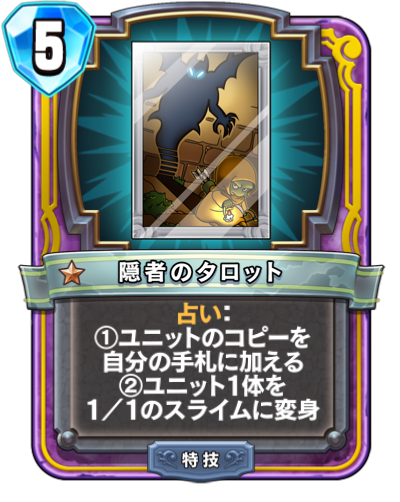 5
隠者のタロット
占い：
①ユニットのコピーを
自分の手札に加える
②ユニット1体を
1／1のスライムに変身
特技